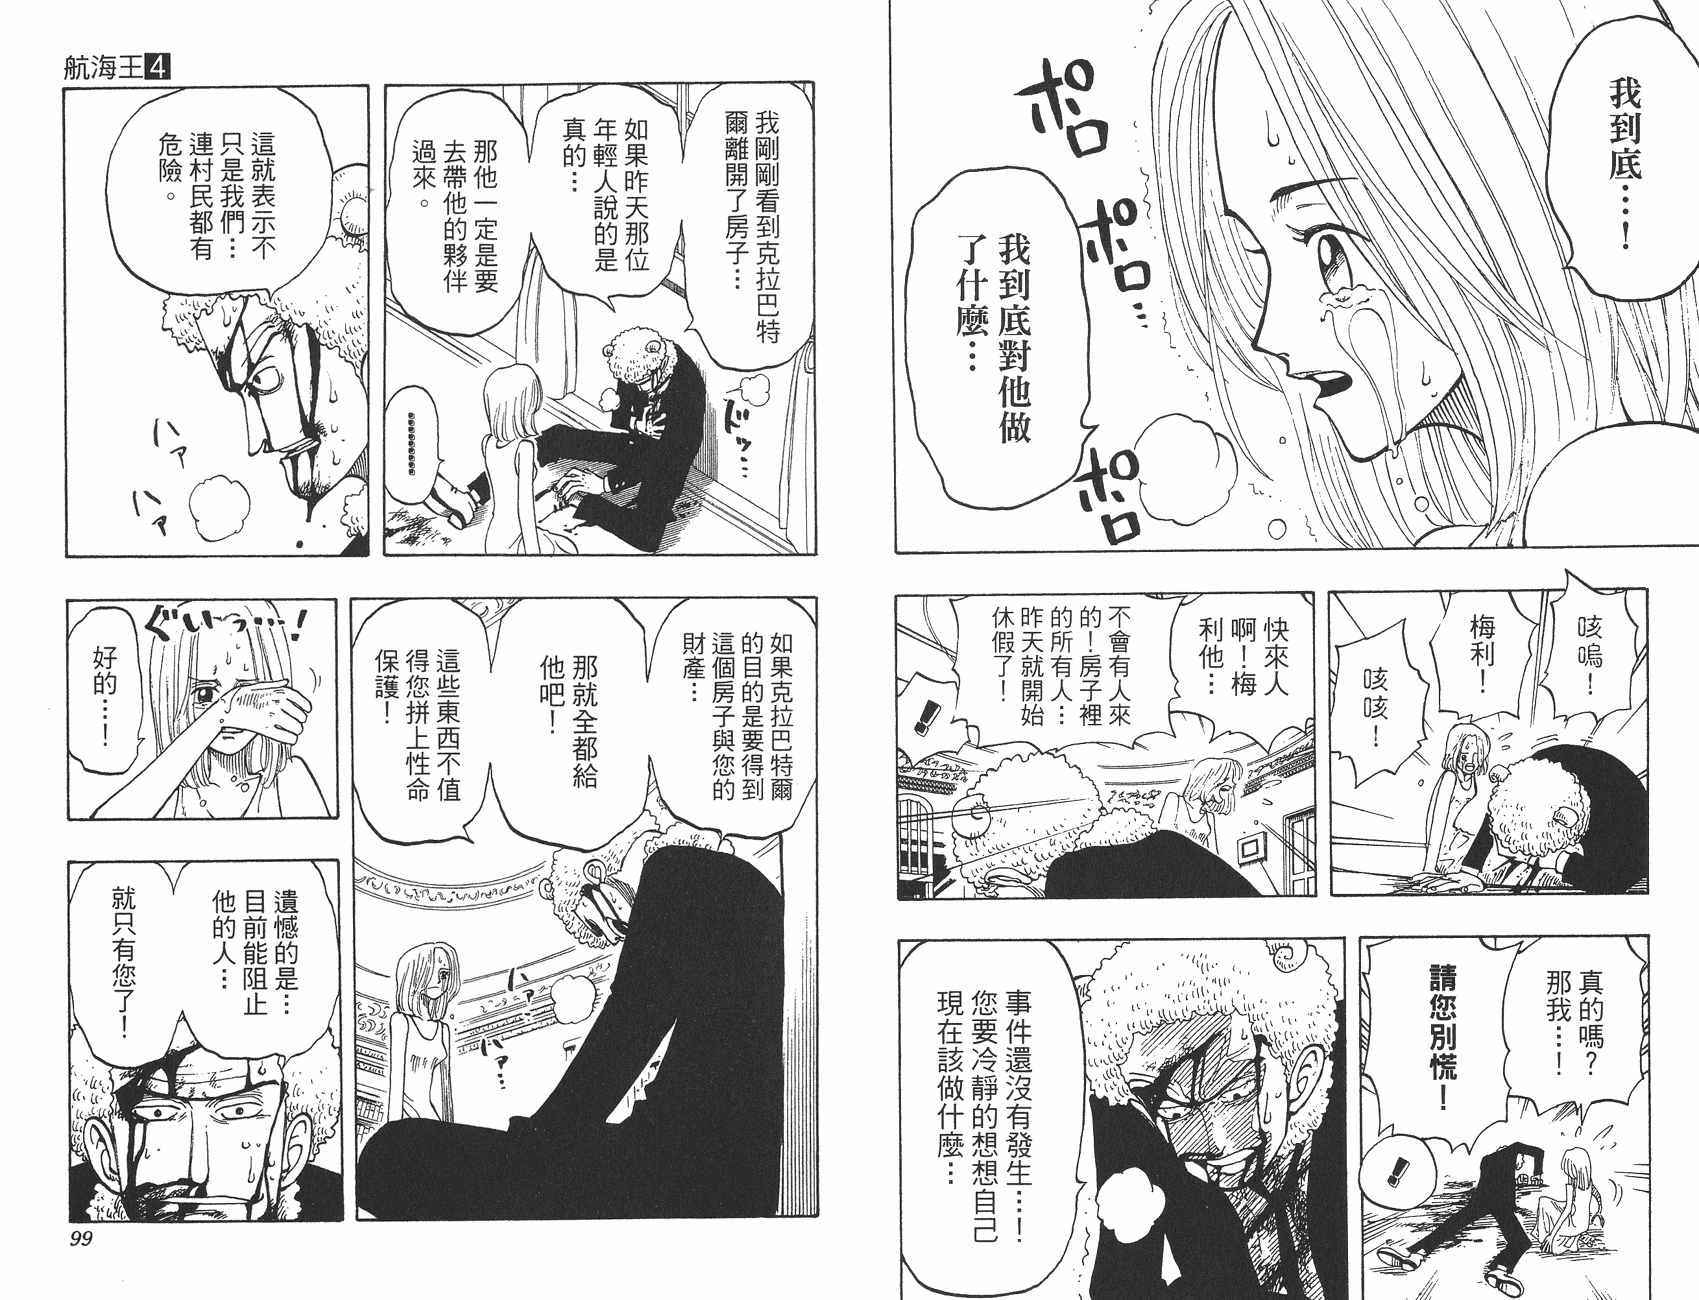 我到底…!
我到底對他做
了什麼…
ポロ
ポロ…
ポロ
咳嗚!
梅利!
咳咳!
快來人
啊!梅
利他…
不會有人來
的!房子裡
的所有人…
昨天就開始
休假了!
!
真的嗎?
那我…!
請您別慌!
!
事件還沒有發生…!
您要冷靜的想想自己
現在該做什麼…
航海王4
我剛剛看到克拉巴特
爾離開了房子…
如果昨天那位
年輕人說的是
真的…
那他一定是要
去帶他的夥伴
過來。
ドッ…
…………
這就表示不
只是我們…
連村民都有
危險。
ハァ
ハァ
如果克拉巴特爾
的目的是要得到
這個房子與您的
財產…
那就全都給
他吧!
這些東西不值
得您拼上性命
保護!
ハァ…
ハァ…
ぐいっ…!
好的…!
遺憾的是…
目前能阻止
他的人…
就只有您了!
99